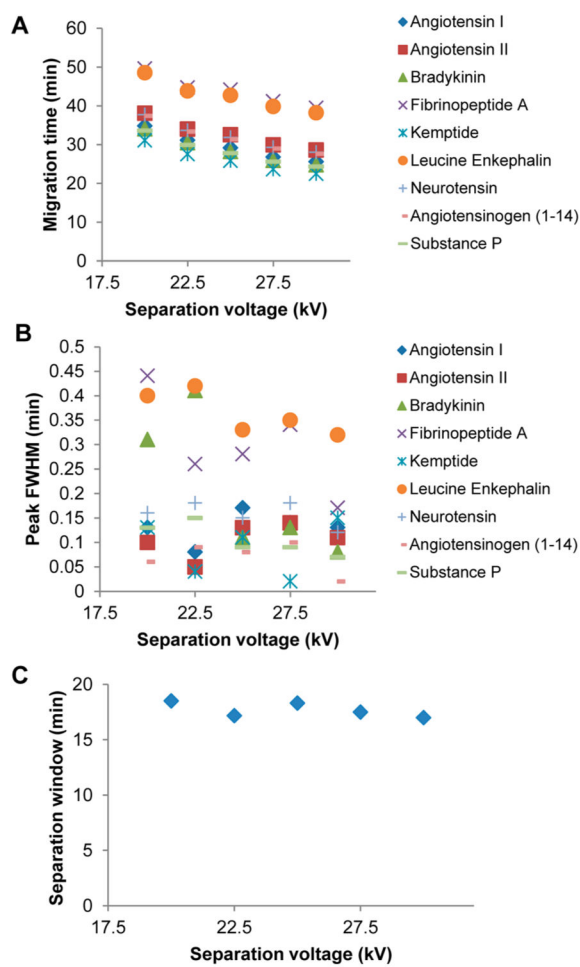 A
Migration time (min)
60
50
40
30
20
10
0
17.5
22.5
27.5
Separation voltage (kV)
Angiotensin I
Angiotensin II
Bradykinin
Fibrinopeptide A
Kemptide
Leucine Enkephalin
Neurotensin
Angiotensinogen (1-14)
Substance P
B
Peak FWHM (min)
0.5
0.45
0.4
0.35
0.3
0.25
0.2
0.15
0.1
0.05
0
17.5
22.5
27.5
Separation voltage (kV)
Angiotensin I
Angiotensin II
Bradykinin
Fibrinopeptide A
Kemptide
Leucine Enkephalin
Neurotensin
Angiotensinogen (1-14)
Substance P
C
Separation window (min)
20
15
10
5
0
17.5
22.5
27.5
Separation voltage (kV)